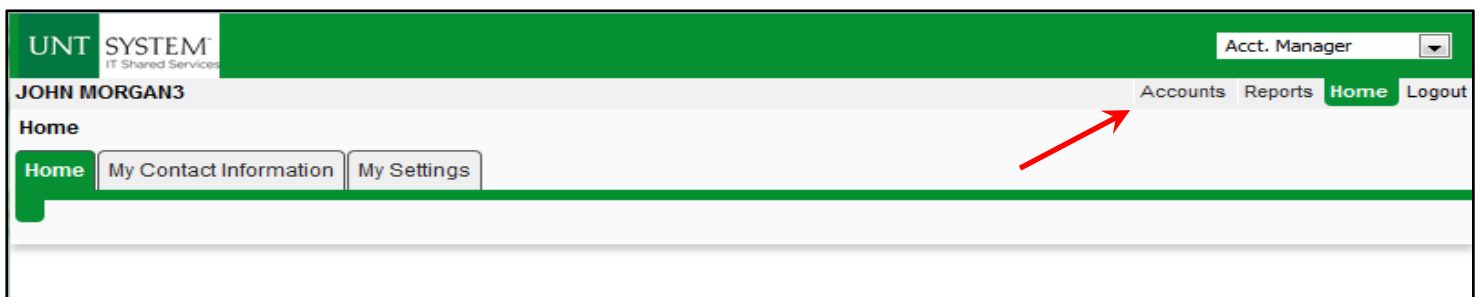 UNT SYSTEM™
IT Shared Services
Acct. Manager
JOHN MORGAN3
Accounts Reports Home Logout
Home
Home My Contact Information My Settings